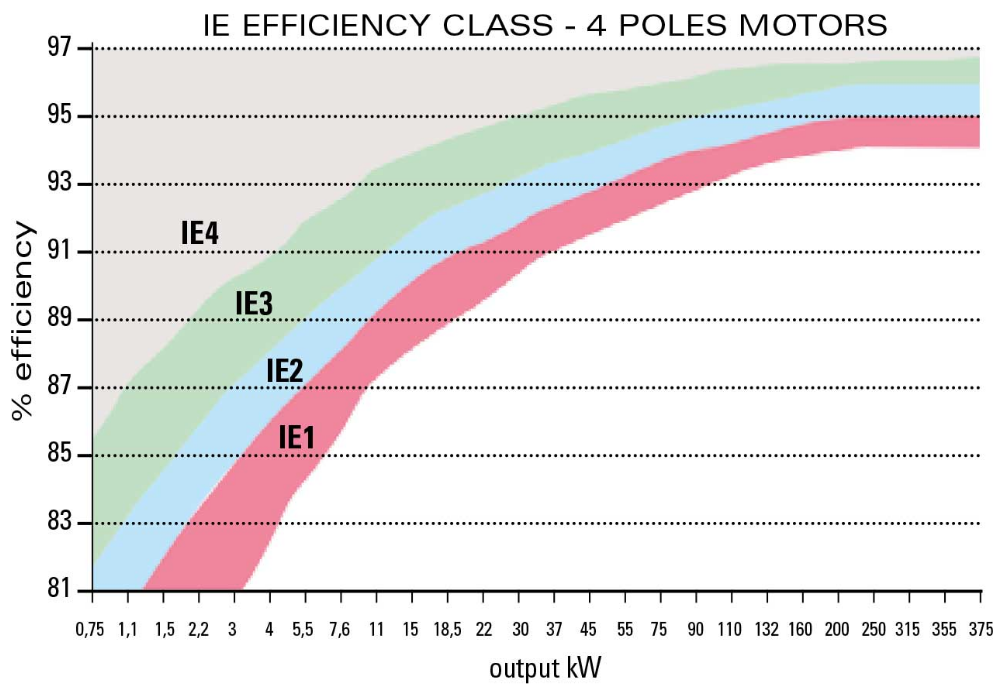 IE EFFICIENCY CLASS - 4 POLES MOTORS
97
95
93
91
89
87
85
83
81
% efficiency
IE4
IE3
IE2
IE1
0,75 1,1 1,5 2,2 3 4 5,5 7,6 11 15 18,5 22 30 37 45 55 75 90 110 132 160 200 250 315 355 375
output kW